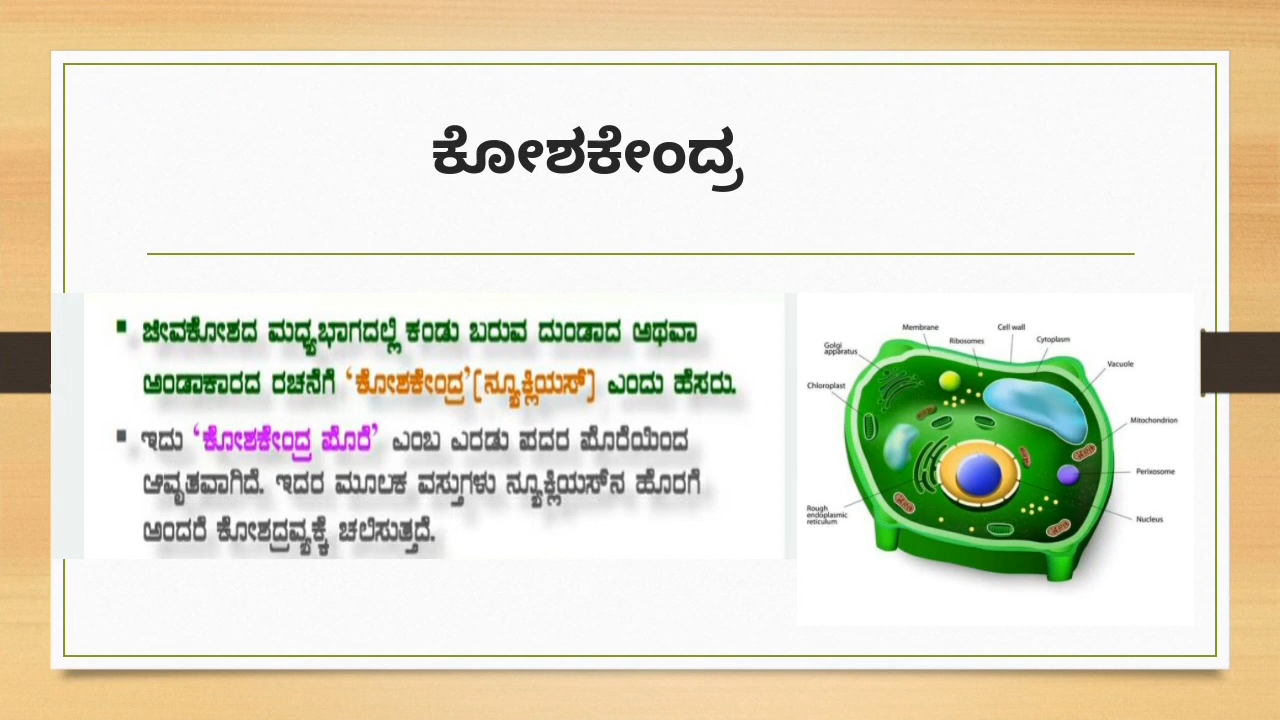 ಕೋಶಕೇಂದ್ರ
▪ ಜೀವಕೋಶದ ಮಧ್ಯಭಾಗದಲ್ಲಿ ಕಂಡು ಬರುವ ದುಂಡಾದ ಅಥವಾ
ಅಂಡಾಕಾರದ ರಚನೆಗೆ ‘ಕೋಶಕೇಂದ್ರ’(ನ್ಯೂಕ್ಲಿಯಸ್) ಎಂದು ಹೆಸರು.
▪ ಇದು ‘ಕೋಶಕೇಂದ್ರ ಪೊರೆ’ ಎಂಬ ಎರಡು ಪದರ ಪೊರೆಯಿಂದ
ಆವೃತವಾಗಿದೆ. ಇದರ ಮೂಲಕ ವಸ್ತುಗಳು ನ್ಯೂಕ್ಲಿಯಸ್‌ನ ಹೊರಗೆ
ಅಂದರೆ ಕೋಶದ್ರವ್ಯಕ್ಕೆ ಚಲಿಸುತ್ತದೆ.
Membrane
Cell wall
Golgi
apparatus
Ribosomes
Cytoplasm
Vacuole
Chloroplast
Mitochondrion
Perixosome
Rough
endoplasmic
reticulum
Nucleus